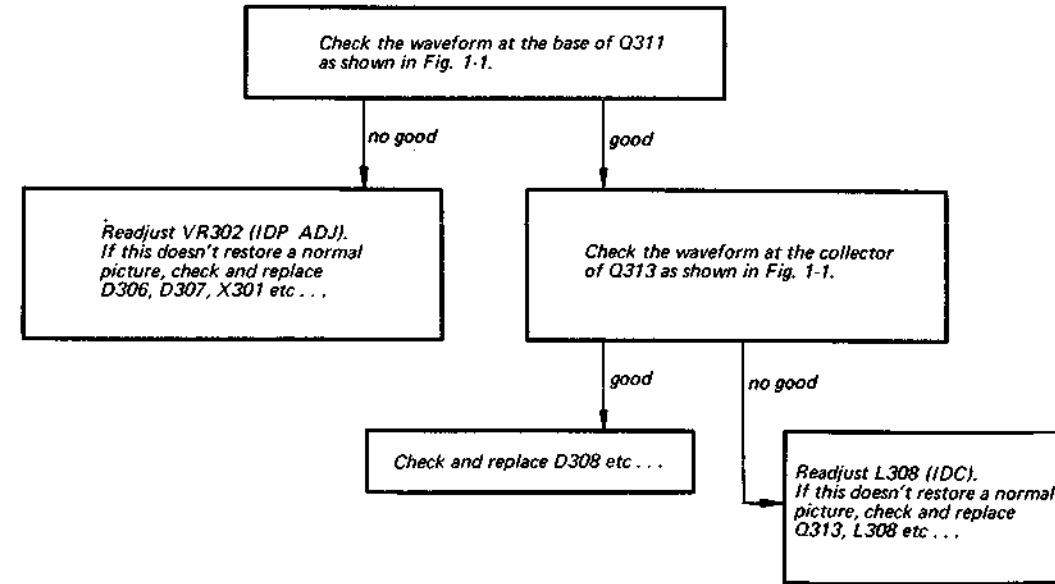 Check the waveform at the base of Q311
as shown in Fig. 1-1.
no good
good
Readjust VR302 (IDP ADJ).
If this doesn't restore a normal
picture, check and replace
D306, D307, X301 etc . . .
Check the waveform at the collector
of Q313 as shown in Fig. 1-1.
good
no good
Check and replace D308 etc . . .
Readjust L308 (IDC).
If this doesn't restore a normal
picture, check and replace
Q313, L308 etc . . .